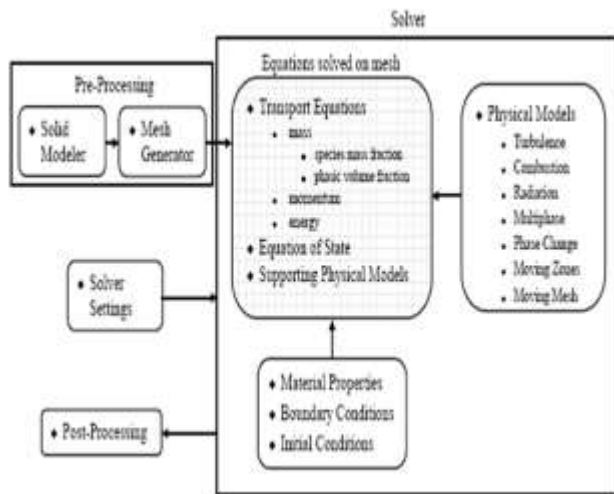 Solver
Pre-Processing
♦ Solid
Modeler
♦ Mesh
Generator
Equations solved on mesh
♦ Transport Equations
• mass
• species mass fraction
• phasic volume fraction
• momentum
• energy
♦ Equation of State
♦ Supporting Physical Models
♦ Physical Models
• Turbulence
• Combustion
• Radiation
• Multiphase
• Phase Change
• Moving Zones
• Moving Mesh
♦ Solver
Settings
♦ Material Properties
♦ Boundary Conditions
♦ Initial Conditions
♦ Post-Processing